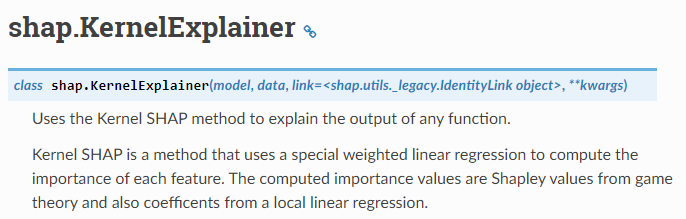 shap.KernelExplainer
class shap.KernelExplainer(model, data, link=<shap.utils._legacy.IdentityLink object>, **kwargs)
Uses the Kernel SHAP method to explain the output of any function.
Kernel SHAP is a method that uses a special weighted linear regression to compute the
importance of each feature. The computed importance values are Shapley values from game
theory and also coefficents from a local linear regression.